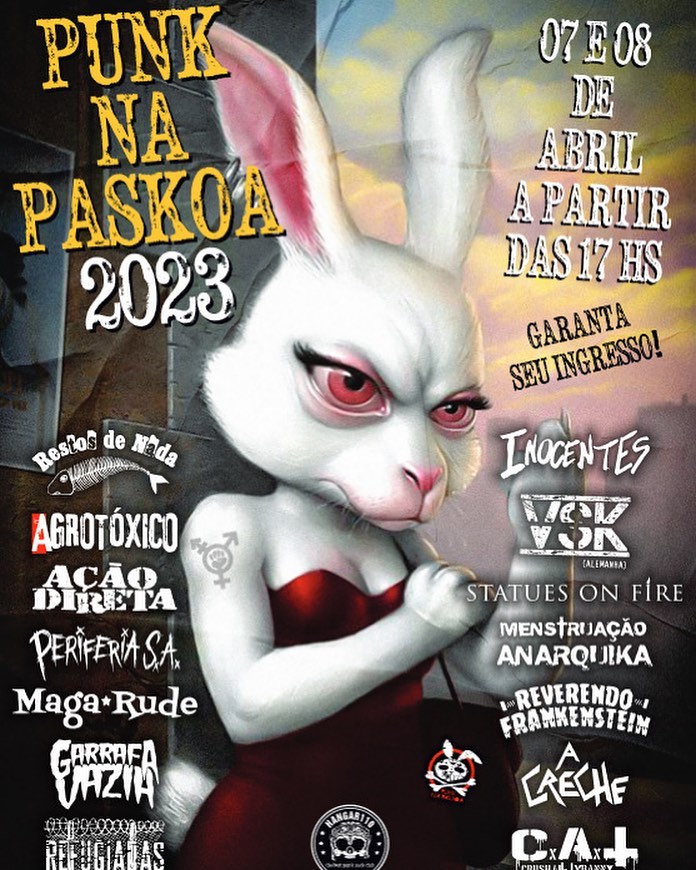 PUNK
NA
PASKOA
2023
07 E 08
DE
ABRIL
A PARTIR
DAS 17 HS
GARANTA
SEU INGRESSO!
Restos de Nada
AGROTÓXICO
AÇÃO
DIRETA
PERIFERIA S.A.
Maga★Rude
GARRAFA
VAZIA
REFUGIADAS
INOCENTES
VSK
(ALEMANHA)
STATUES ON FIRE
MENSTRUAÇÃO
ANARQUIKA
REVERENDO
FRANKENSTEIN
A
CRECHE
C.A.t
HANGAR110